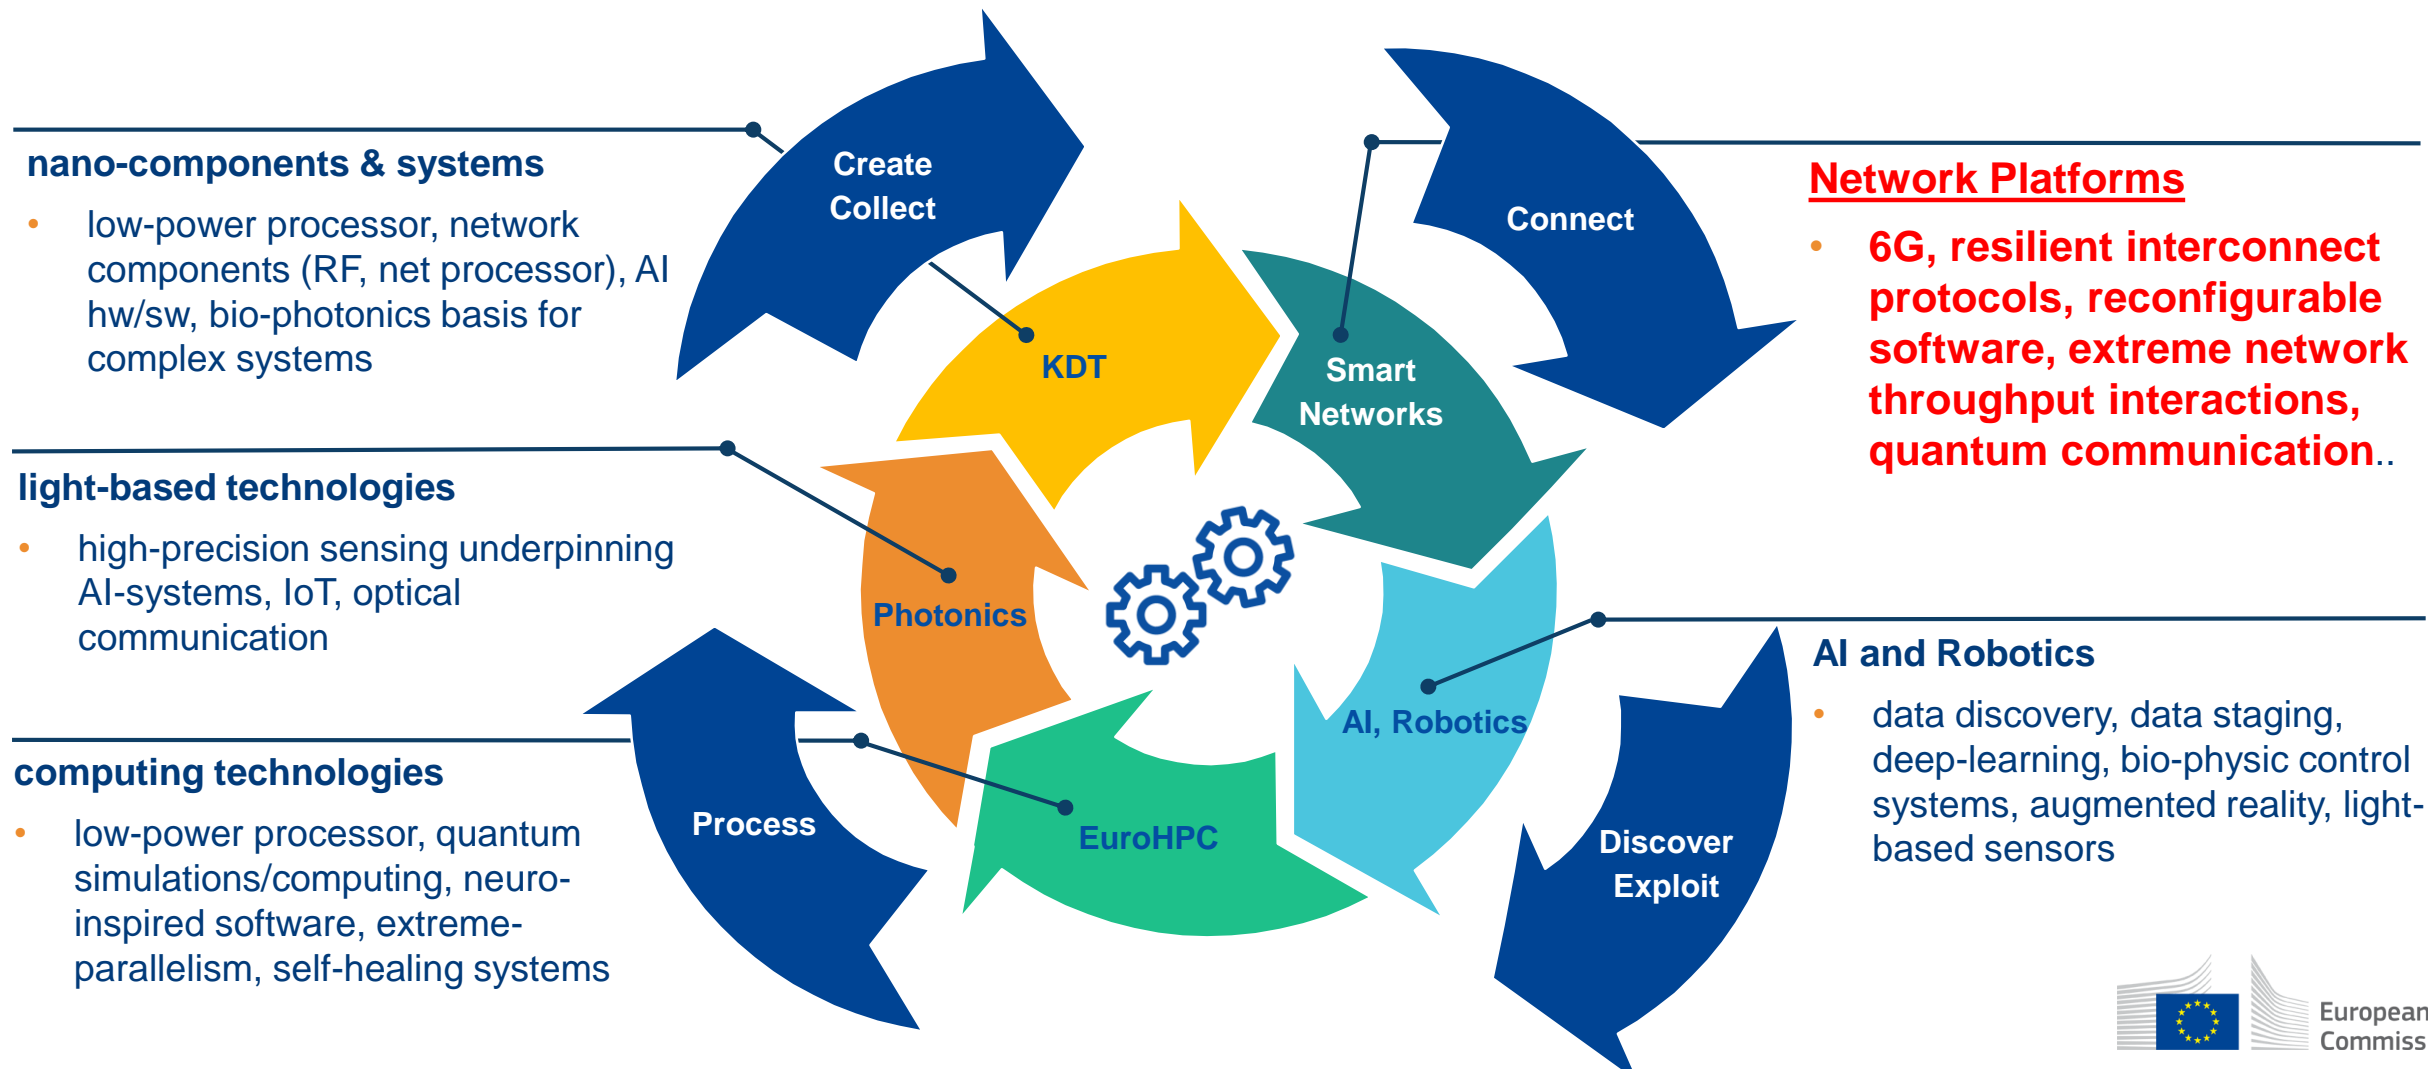 nano-components & systems
• low-power processor, network
components (RF, net processor), AI
hw/sw, bio-photonics basis for
complex systems
light-based technologies
• high-precision sensing underpinning
AI-systems, IoT, optical
communication
computing technologies
• low-power processor, quantum
simulations/computing, neuro-
inspired software, extreme-
parallelism, self-healing systems
Create
Collect
Connect
KDT
Smart
Networks
Photonics
AI, Robotics
EuroHPC
Process
Discover
Exploit
Network Platforms
• 6G, resilient interconnect
protocols, reconfigurable
software, extreme network
throughput interactions,
quantum communication..
AI and Robotics
• data discovery, data staging,
deep-learning, bio-physic control
systems, augmented reality, light-
based sensors
European
Commiss